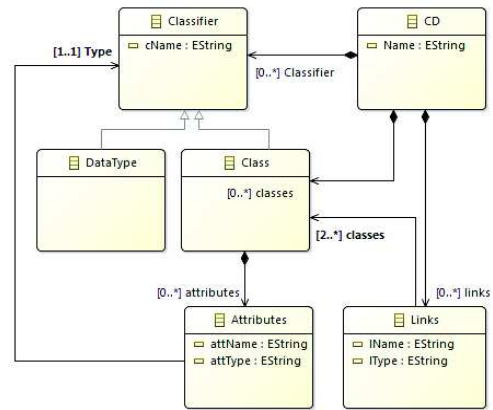 Classifier
cName : EString
CD
Name : EString
[1..1] Type
[0..*] Classifier
DataType
Class
[0..*] classes
[2..*] classes
[0..*] attributes
[0..*] links
Attributes
attName : EString
attType : EString
Links
lName : EString
lType : EString